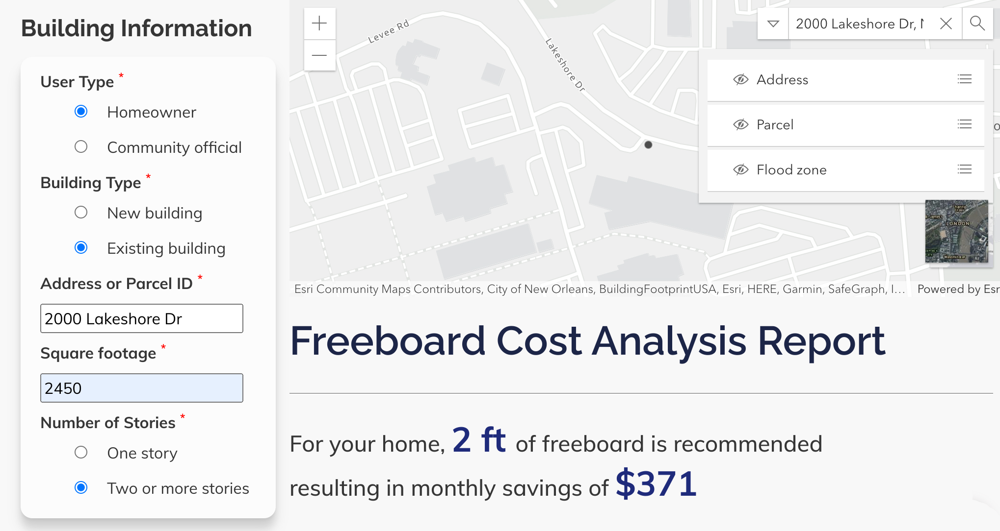 Building Information
User Type *
Homeowner
Community official
Building Type *
New building
Existing building
Address or Parcel ID *
2000 Lakeshore Dr
Square footage *
2450
Number of Stories *
One story
Two or more stories
Levee Rd
Lakeshore Dr
2000 Lakeshore Dr, N
Address
Parcel
Flood zone
Charing
Cross
St James's
LONDON
Westminster
Esri Community Maps Contributors, City of New Orleans, BuildingFootprintUSA, Esri, HERE, Garmin, SafeGraph, I...
Powered by Esr
Freeboard Cost Analysis Report
For your home, 2 ft of freeboard is recommended
resulting in monthly savings of $371